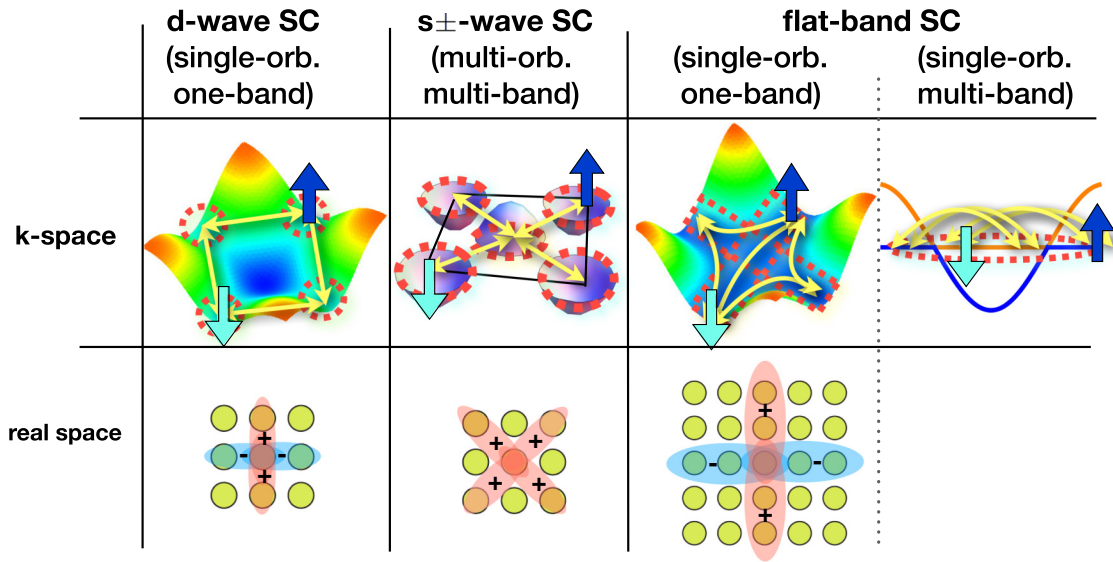 d-wave SC
(single-orb.
one-band)
s±-wave SC
(multi-orb.
multi-band)
flat-band SC
(single-orb.
one-band)
(single-orb.
multi-band)
k-space
real space
+
-
-
+
+
+
+
+
+
-
-
+